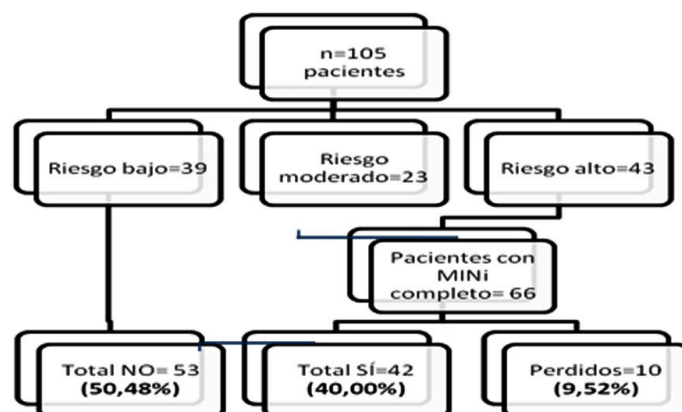 n=105
pacientes
Riesgo bajo=39
Riesgo
moderado=23
Riesgo alto=43
Pacientes con
MINi
completo= 66
Total NO= 53
(50,48%)
Total SÍ=42
(40,00%)
Perdidos=10
(9,52%)